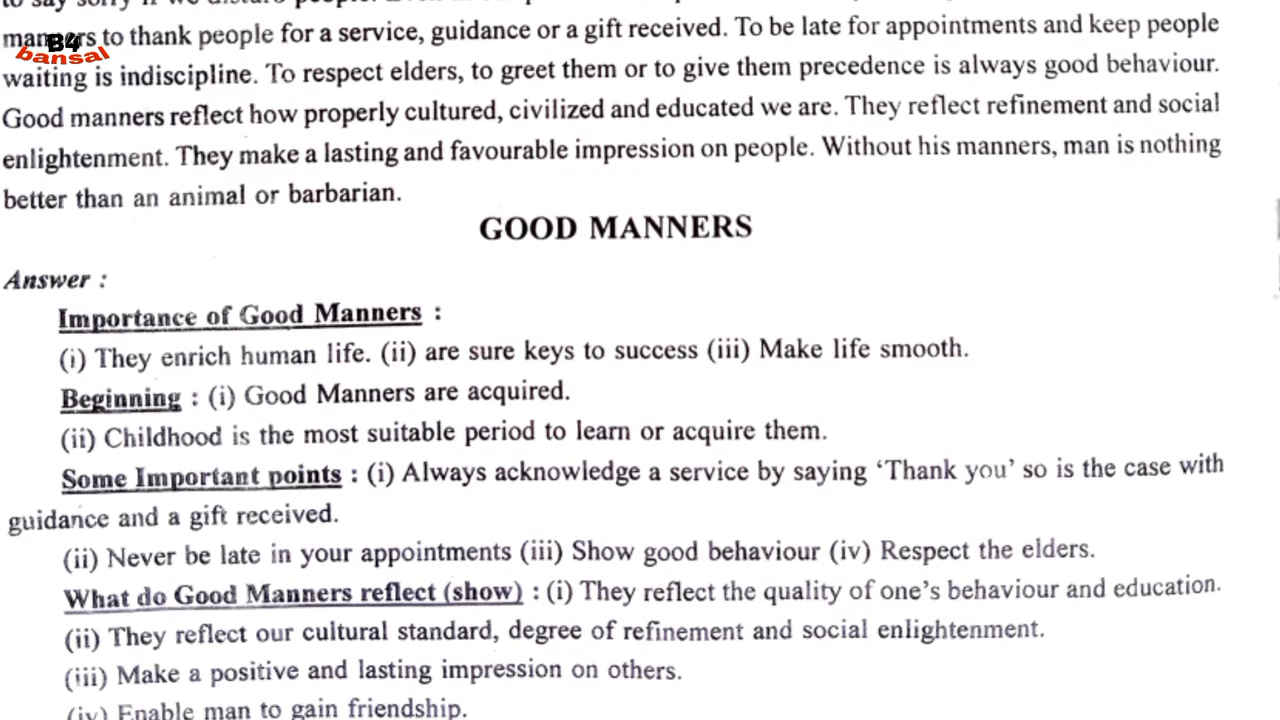 to say sorry if we disturb people.
manners to thank people for a service, guidance or a gift received. To be late for appointments and keep people
B4
bansal
waiting is indiscipline. To respect elders, to greet them or to give them precedence is always good behaviour.
Good manners reflect how properly cultured, civilized and educated we are. They reflect refinement and social
enlightenment. They make a lasting and favourable impression on people. Without his manners, man is nothing
better than an animal or barbarian.
GOOD MANNERS
Answer :
Importance of Good Manners :
(i) They enrich human life. (ii) are sure keys to success (iii) Make life smooth.
Beginning : (i) Good Manners are acquired.
(ii) Childhood is the most suitable period to learn or acquire them.
Some Important points : (i) Always acknowledge a service by saying ‘Thank you’ so is the case with
guidance and a gift received.
(ii) Never be late in your appointments (iii) Show good behaviour (iv) Respect the elders.
What do Good Manners reflect (show) : (i) They reflect the quality of one’s behaviour and education.
(ii) They reflect our cultural standard, degree of refinement and social enlightenment.
(iii) Make a positive and lasting impression on others.
(iv) Enable man to gain friendship.